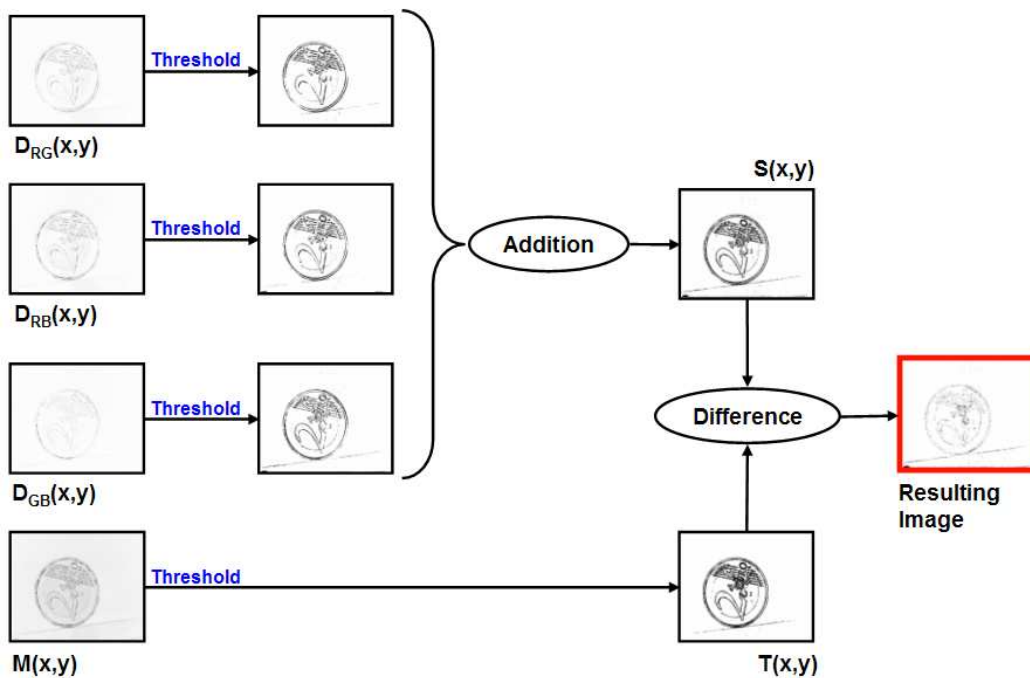 Threshold
D_RG(x,y)
Threshold
D_RB(x,y)
Threshold
D_GB(x,y)
Threshold
M(x,y)
Addition
S(x,y)
Difference
T(x,y)
Resulting
Image